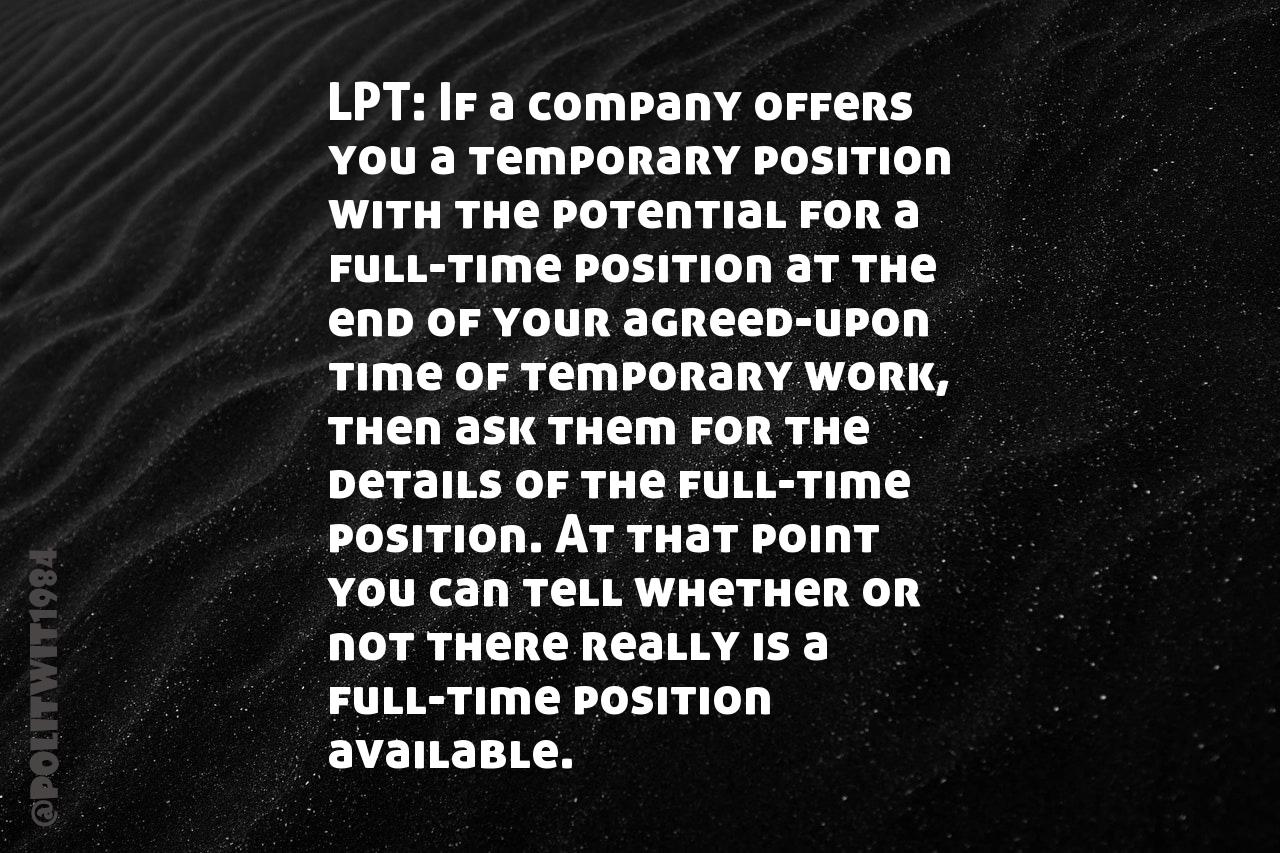 LPT: If a company offers
you a temporary position
with the potential for a
full-time position at the
end of your agreed-upon
time of temporary work,
then ask them for the
details of the full-time
position. At that point
you can tell whether or
not there really is a
full-time position
available.
@POLITWIT1984